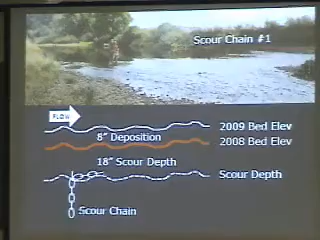 Scour Chain #1
FLOW
2009 Bed Elev
8" Deposition
2008 Bed Elev
18" Scour Depth
Scour Depth
Scour Chain